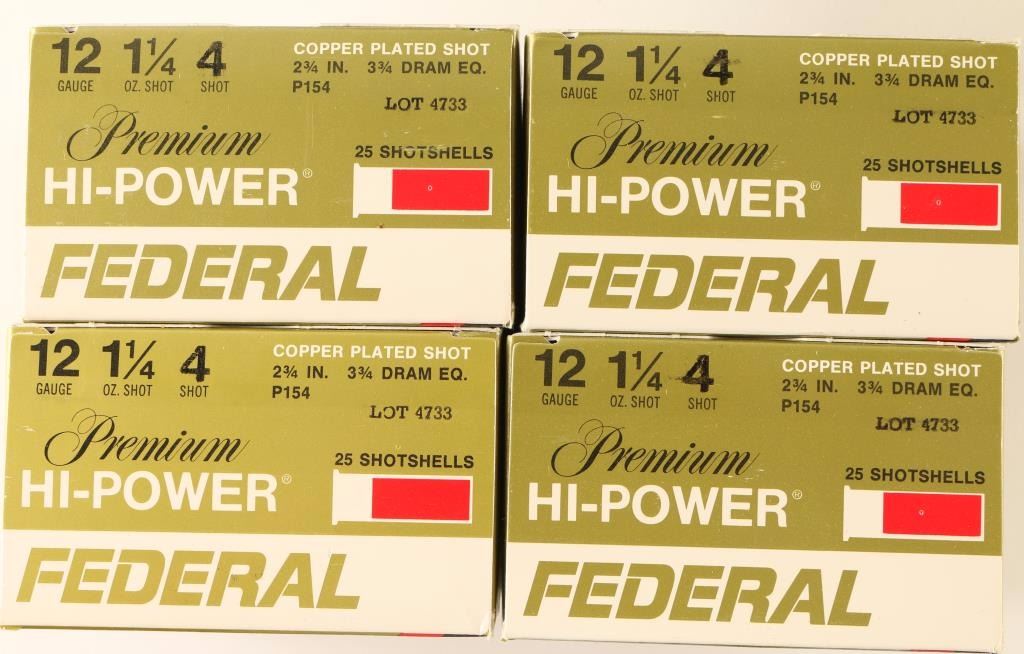 12 1¼ 4
GAUGE OZ. SHOT SHOT
COPPER PLATED SHOT
2¾ IN. 3¾ DRAM EQ.
P154
LOT 4733
Premium
HI-POWER®
25 SHOTSHELLS
FEDERAL
12 1¼ 4
GAUGE OZ. SHOT SHOT
COPPER PLATED SHOT
2¾ IN. 3¾ DRAM EQ.
P154
LOT 4733
Premium
HI-POWER®
25 SHOTSHELLS
FEDERAL
12 1¼ 4
GAUGE OZ. SHOT SHOT
COPPER PLATED SHOT
2¾ IN. 3¾ DRAM EQ.
P154
LOT 4733
Premium
HI-POWER®
25 SHOTSHELLS
FEDERAL
12 1¼ 4
GAUGE OZ. SHOT SHOT
COPPER PLATED SHOT
2¾ IN. 3¾ DRAM EQ.
P154
LOT 4733
Premium
HI-POWER®
25 SHOTSHELLS
FEDERAL